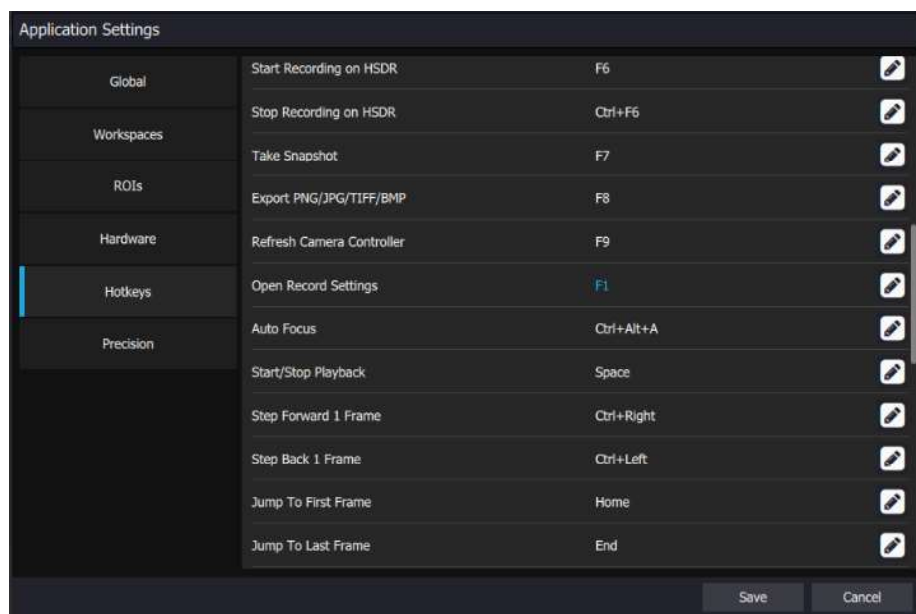 Application Settings
Global
Workspaces
ROIs
Hardware
Hotkeys
Precision
Start Recording on HSDR F6
Stop Recording on HSDR Ctrl+F6
Take Snapshot F7
Export PNG/JPG/TIFF/BMP F8
Refresh Camera Controller F9
Open Record Settings F1
Auto Focus Ctrl+Alt+A
Start/Stop Playback Space
Step Forward 1 Frame Ctrl+Right
Step Back 1 Frame Ctrl+Left
Jump To First Frame Home
Jump To Last Frame End
Save Cancel